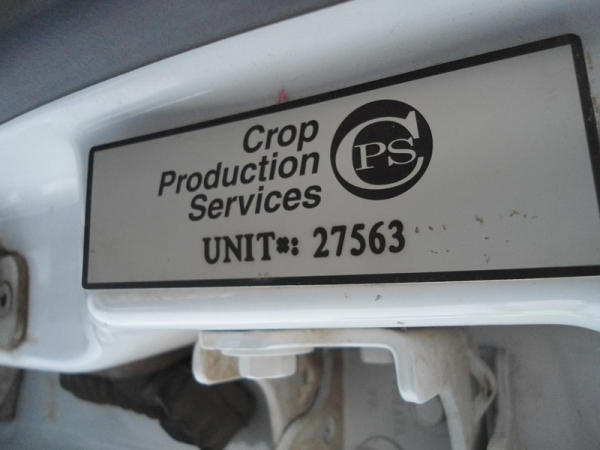 Crop
Production
Services
CPS
UNIT#: 27563